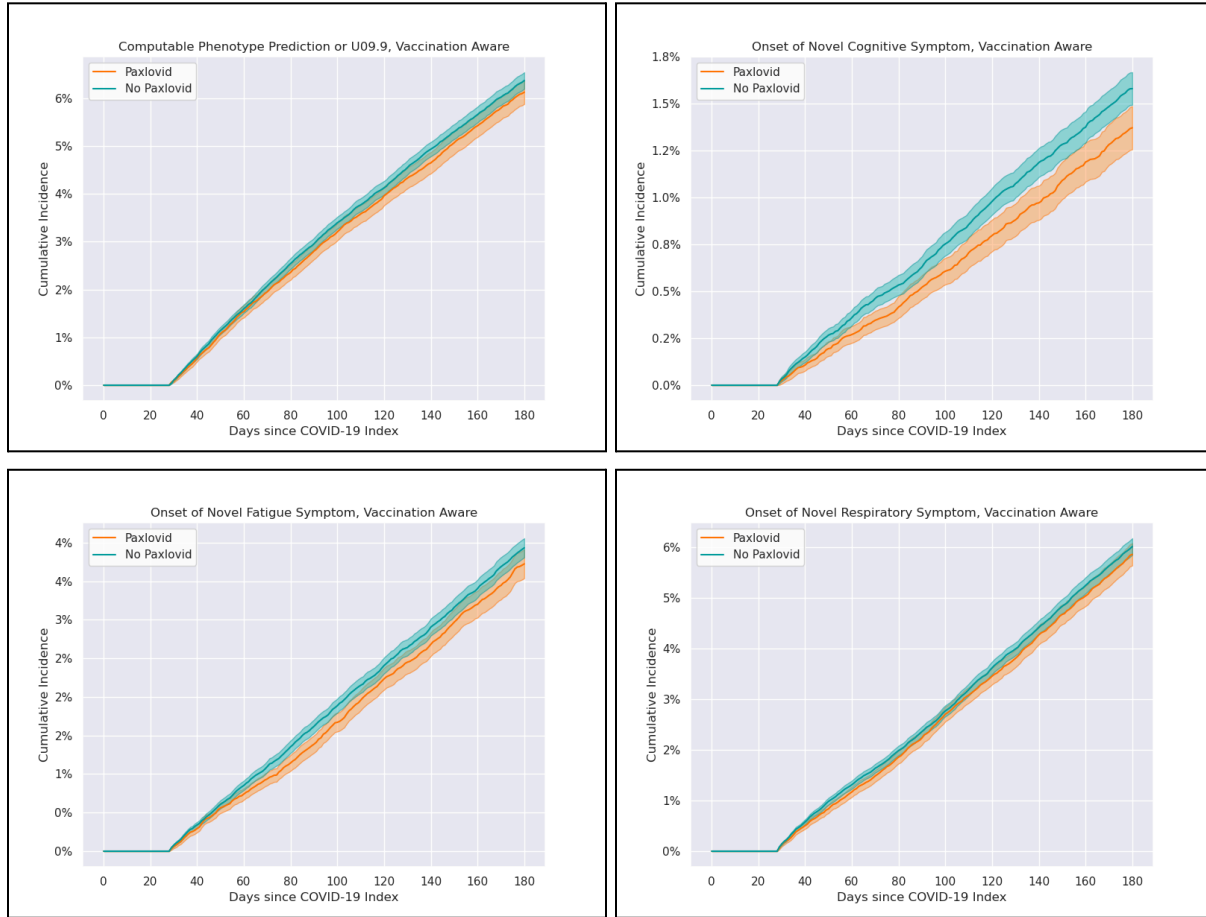 Computable Phenotype Prediction or U09.9, Vaccination Aware
Paxlovid
No Paxlovid
Cumulative Incidence
6%
5%
4%
3%
2%
1%
0%
0 20 40 60 80 100 120 140 160 180
Days since COVID-19 Index
Onset of Novel Cognitive Symptom, Vaccination Aware
Paxlovid
No Paxlovid
Cumulative Incidence
1.8%
1.5%
1.2%
1.0%
0.8%
0.5%
0.2%
0.0%
0 20 40 60 80 100 120 140 160 180
Days since COVID-19 Index
Onset of Novel Fatigue Symptom, Vaccination Aware
Paxlovid
No Paxlovid
Cumulative Incidence
4%
4%
3%
2%
2%
2%
1%
0%
0%
0 20 40 60 80 100 120 140 160 180
Days since COVID-19 Index
Onset of Novel Respiratory Symptom, Vaccination Aware
Paxlovid
No Paxlovid
Cumulative Incidence
6%
5%
4%
3%
2%
1%
0%
0 20 40 60 80 100 120 140 160 180
Days since COVID-19 Index